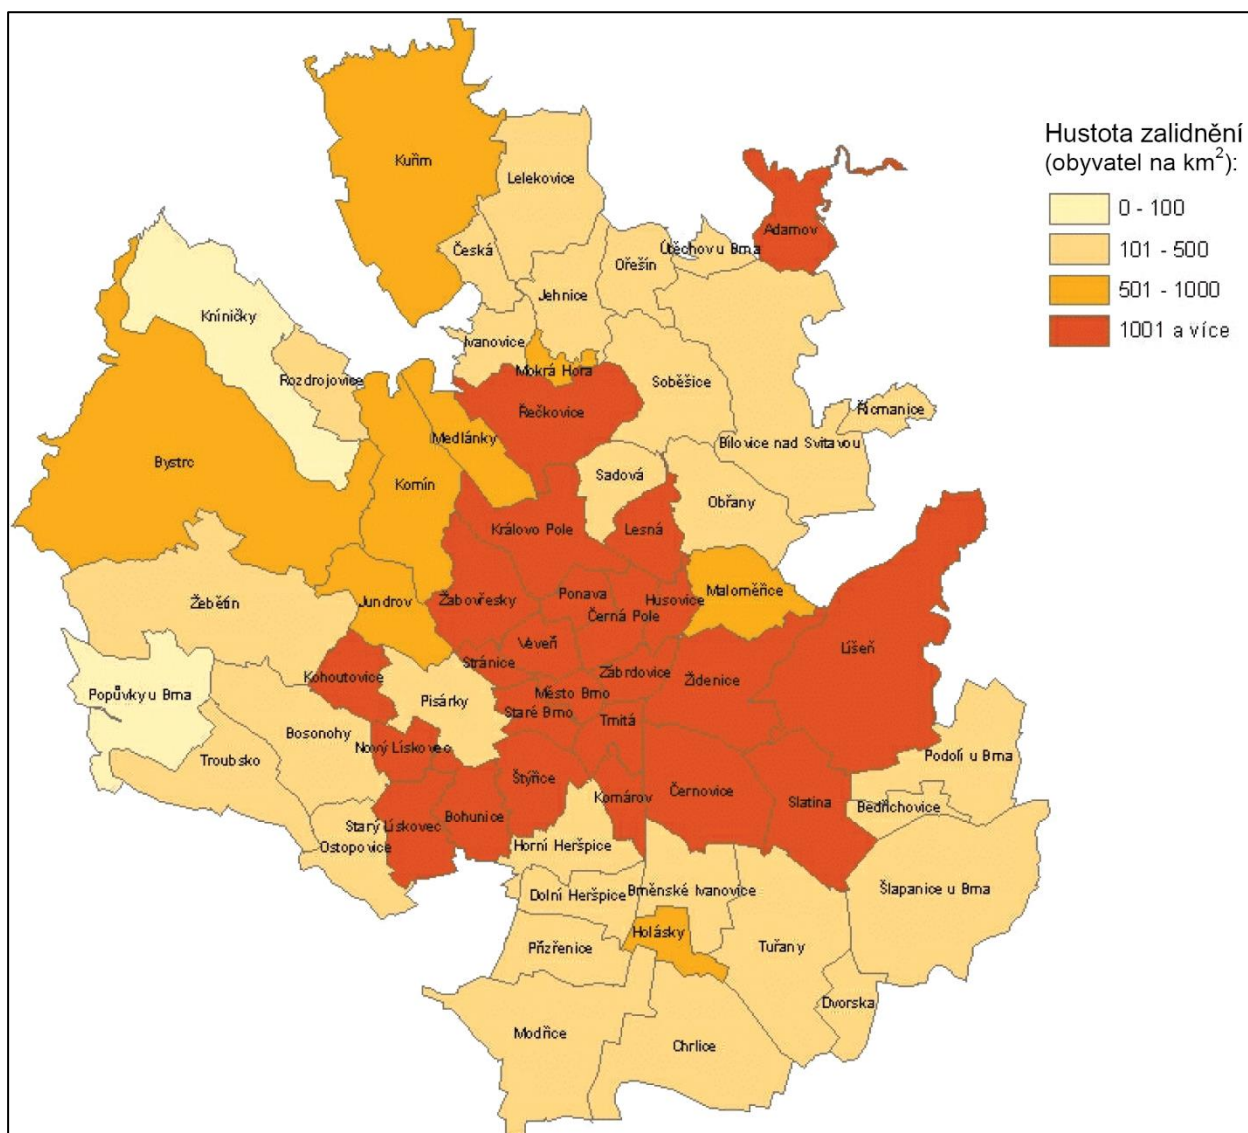 Hustota zalidnění
(obyvatel na km²):
0 - 100
101 - 500
501 - 1000
1001 a více
Kuřim
Lelekovice
Adamov
Česká
Ořešín
Útěchov u Brna
Jehnice
Kníničky
Ivanovice
Rozdrojovice
Mokrá Hora
Soběšice
Řečkovice
Řícmanice
Medlánky
Bílovice nad Svitavou
Bystrc
Komín
Sadová
Obřany
Královo Pole
Lesná
Žebětín
Jundrov
Žabovřesky
Ponava
Černá Pole
Husovice
Maloměřice
Veveří
Stránice
Zábrdovice
Židenice
Líšeň
Kohoutovice
Popůvky u Brna
Pisárky
Město Brno
Staré Brno
Trnitá
Bosonohy
Troubsko
Nový Lískovec
Štýřice
Podolí u Brna
Komárov
Černovice
Slatina
Bedřichovice
Starý Lískovec
Bohunice
Ostopovice
Horní Heršpice
Dolní Heršpice
Brněnské Ivanovice
Šlapanice u Brna
Holásky
Přízřenice
Tuřany
Dvorska
Modřice
Chrlice